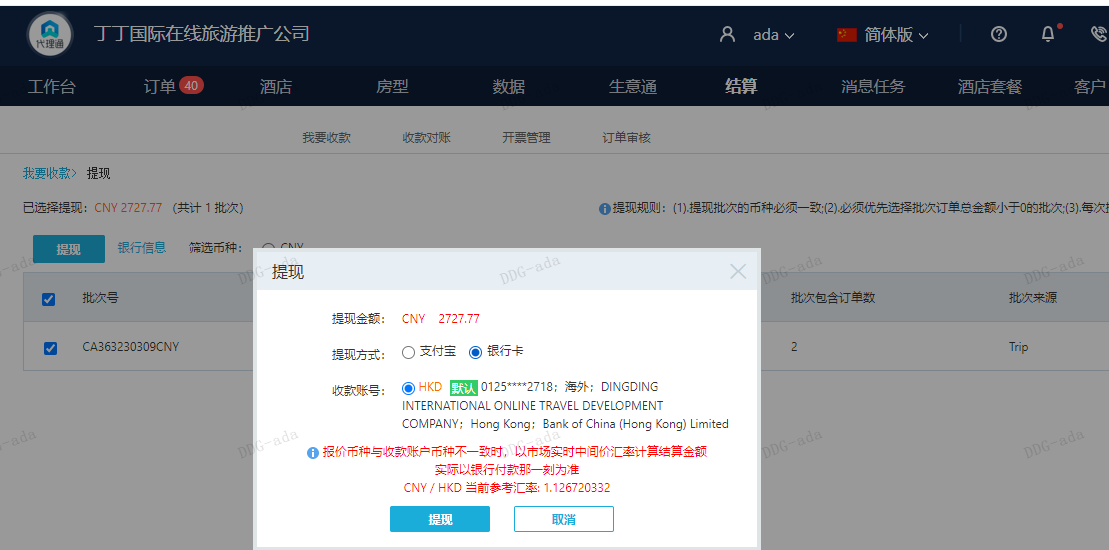 代理通
丁丁国际在线旅游推广公司
ada
简体版
工作台 订单 40 酒店 房型 数据 生意通 结算 消息任务 酒店套餐 客户
我要收款 收款对账 开票管理 订单审核
我要收款> 提现
已选择提现: CNY 2727.77 (共计 1 批次)
提现规则: (1).提现批次的币种必须一致;(2).必须优先选择批次订单总金额小于0的批次;(3).每次
提现 银行信息 筛选币种: CNY
批次号 批次包含订单数 批次来源
CA363230309CNY 2 Trip
提现
提现金额: CNY 2727.77
提现方式: 支付宝 银行卡
收款账号: HKD 默认 0125****2718；海外；DINGDING
INTERNATIONAL ONLINE TRAVEL DEVELOPMENT
COMPANY；Hong Kong；Bank of China (Hong Kong) Limited
报价币种与收款账户币种不一致时，以市场实时中间价汇率计算结算金额
实际以银行付款那一刻为准
CNY / HKD 当前参考汇率: 1.126720332
提现 取消
DDG-ada
DDG-ada
DDG-ada
DDG-ada
DDG-ada
DDG-ada
DDG-ada